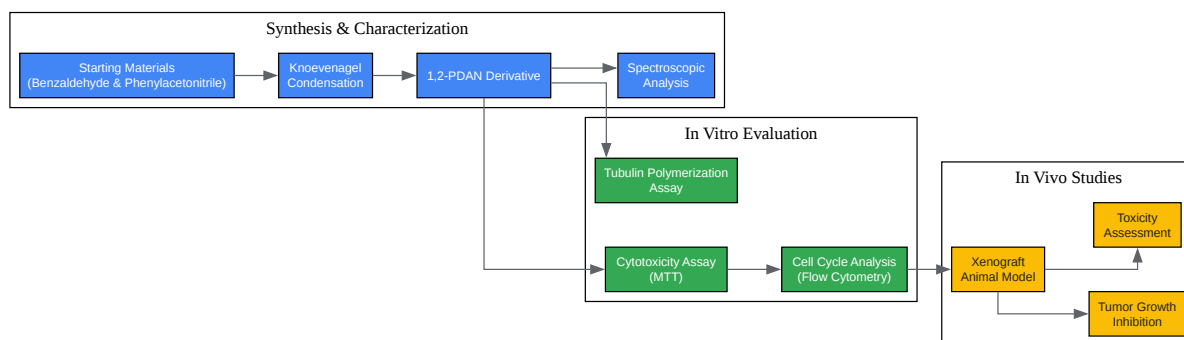 Synthesis & Characterization
Starting Materials
(Benzaldehyde & Phenylacetonitrile)
Knoevenagel
Condensation
1,2-PDAN Derivative
Spectroscopic
Analysis
In Vitro Evaluation
Tubulin Polymerization
Assay
Cytotoxicity Assay
(MTT)
Cell Cycle Analysis
(Flow Cytometry)
In Vivo Studies
Xenograft
Animal Model
Toxicity
Assessment
Tumor Growth
Inhibition